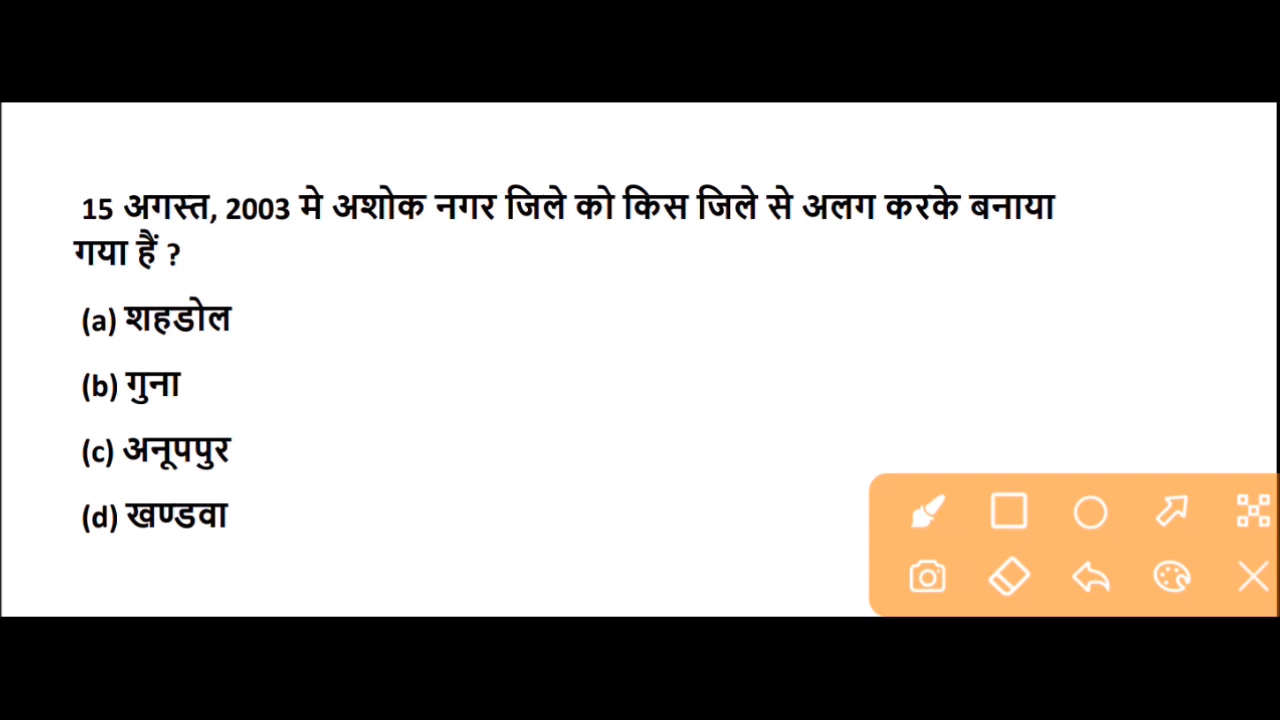 15 अगस्त, 2003 मे अशोक नगर जिले को किस जिले से अलग करके बनाया
गया हैं ?
(a) शहडोल
(b) गुना
(c) अनूपपुर
(d) खण्डवा